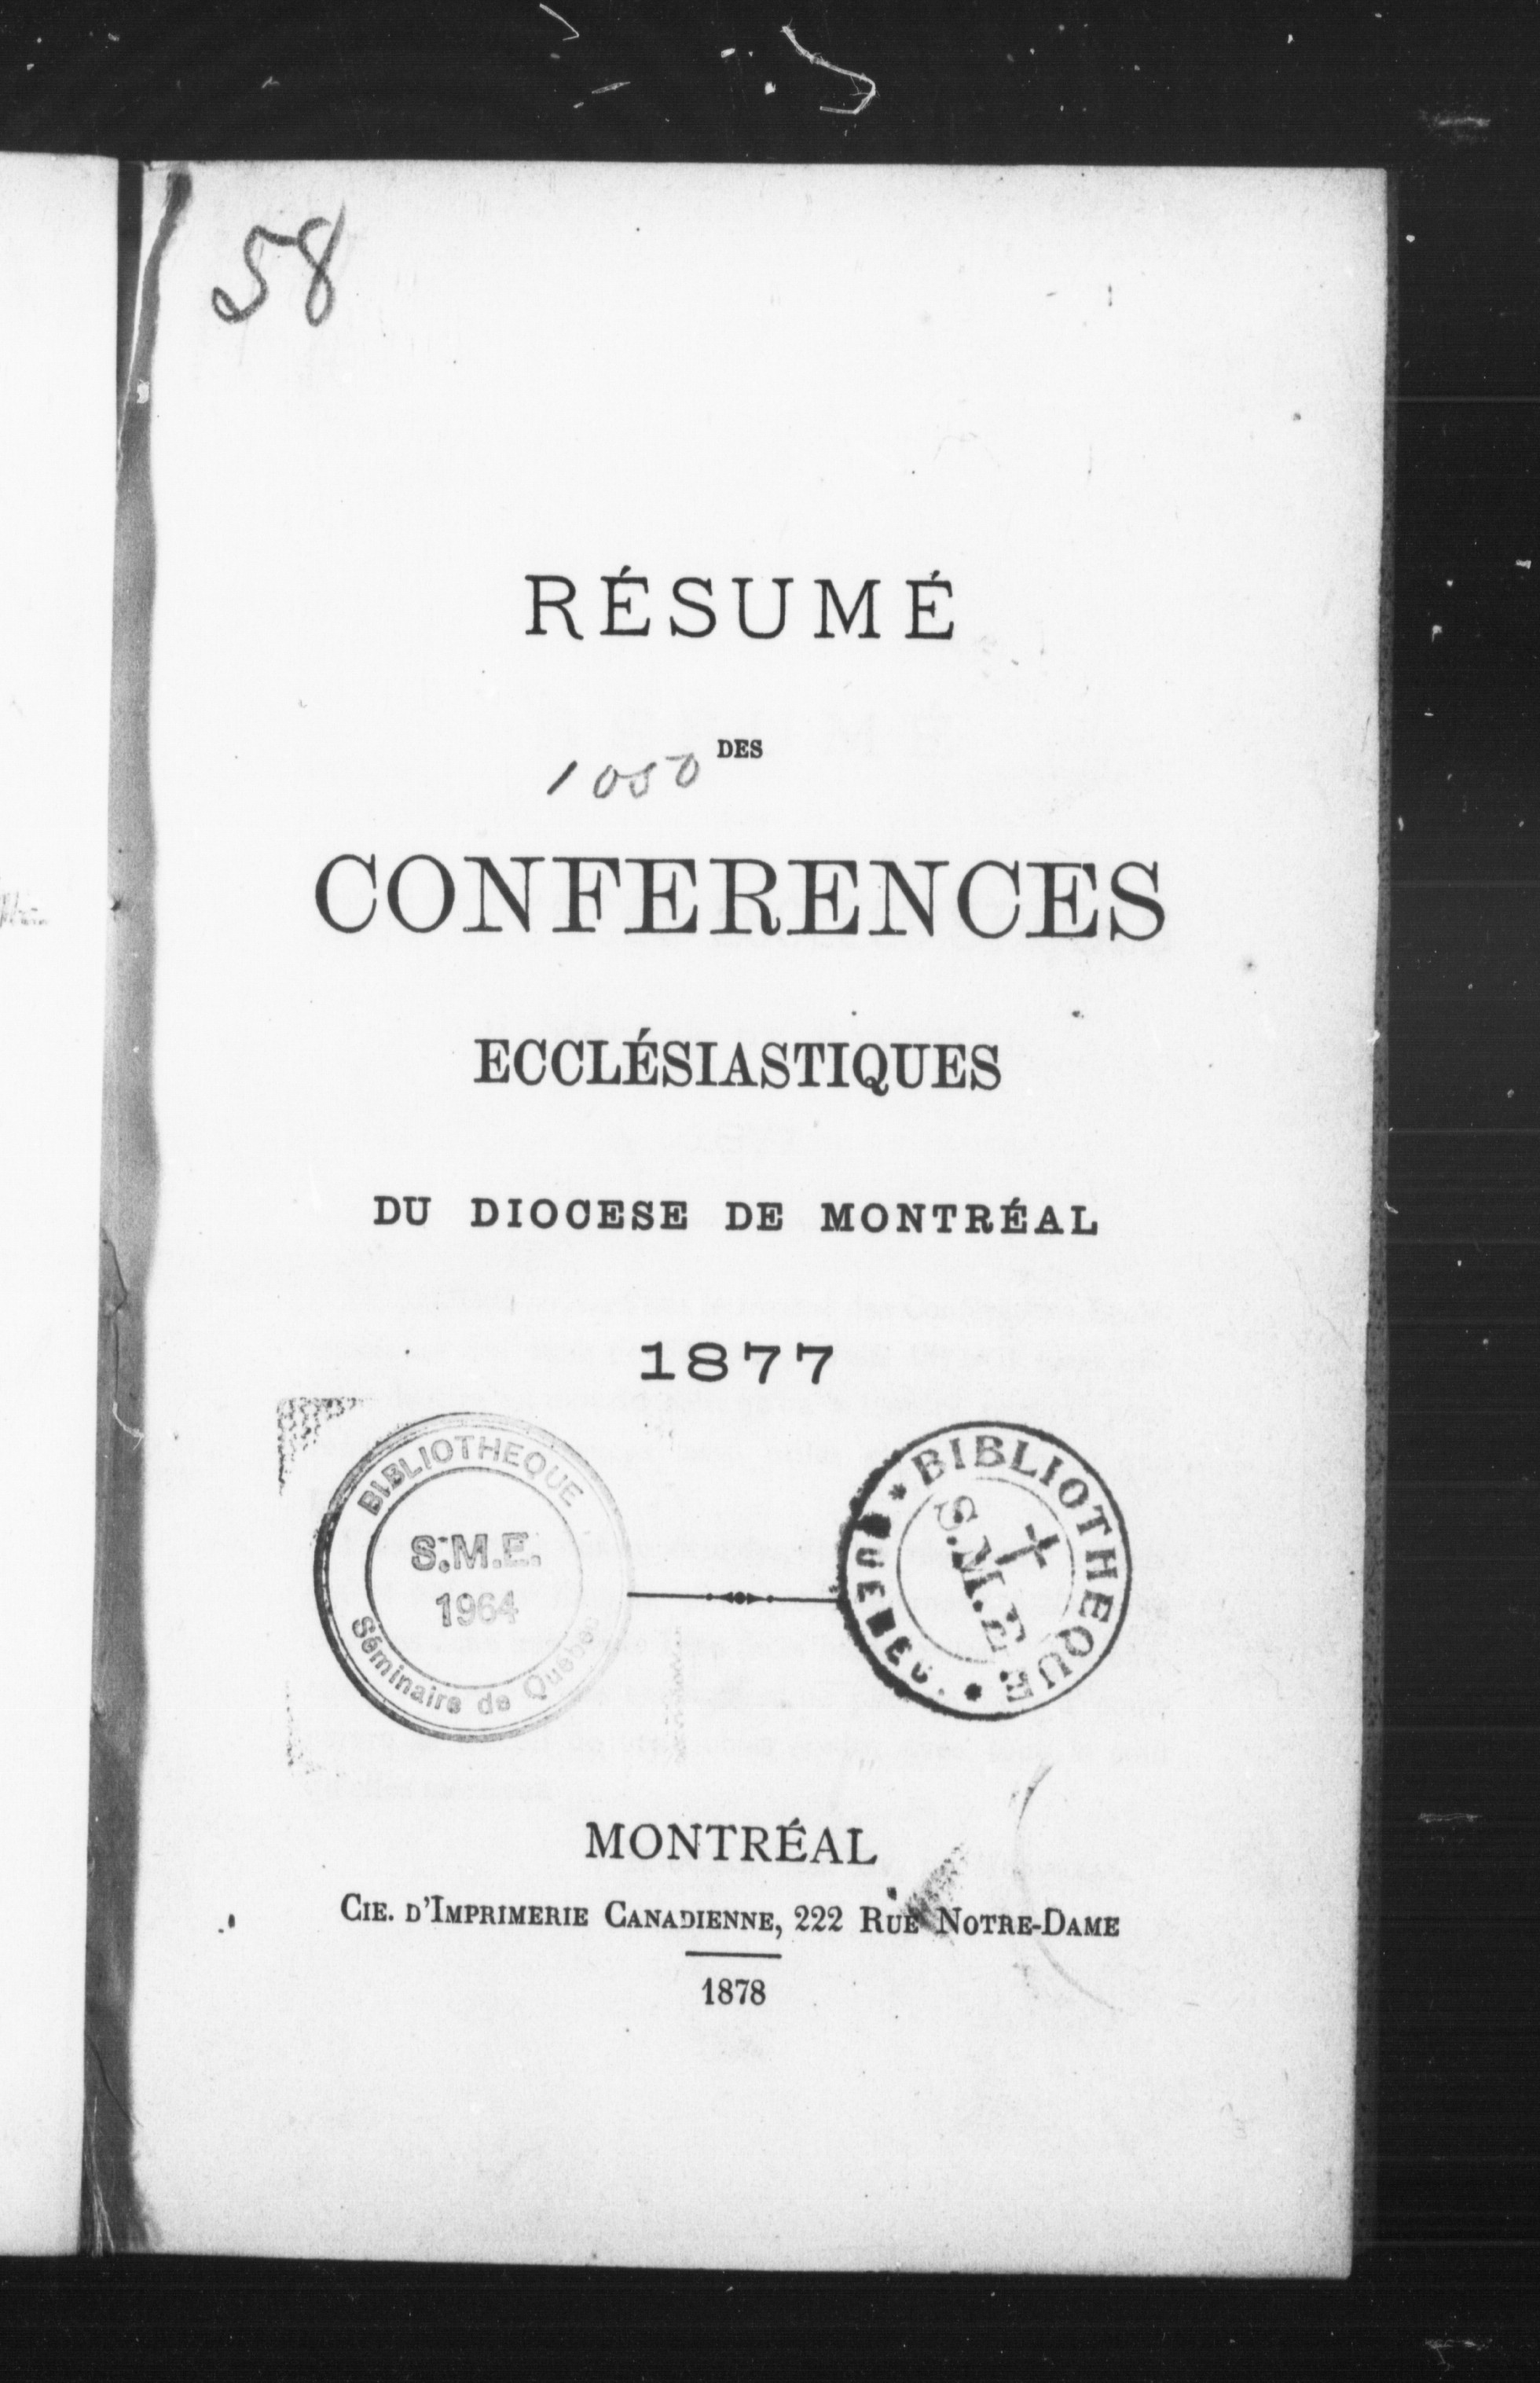 58
RÉSUMÉ
DES
1050
CONFERENCES
ECCLÉSIASTIQUES
DU DIOCESE DE MONTRÉAL
1877
BIBLIOTHEQUE
S.M.E.
1964
Séminaire de Québec
* BIBLIOTHEQUE *
S.M.E.
QUEBEC.
MONTRÉAL
CIE. D'IMPRIMERIE CANADIENNE, 222 RUE NOTRE-DAME
1878